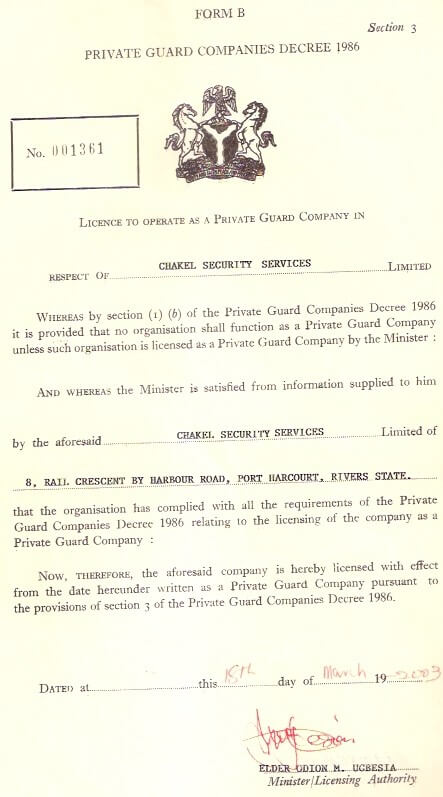 FORM B
Section 3
PRIVATE GUARD COMPANIES DECREE 1986
No. 001361
LICENCE TO OPERATE AS A PRIVATE GUARD COMPANY IN
RESPECT OF CHAKEL SECURITY SERVICES LIMITED
WHEREAS by section (1) (b) of the Private Guard Companies Decree 1986
it is provided that no organisation shall function as a Private Guard Company
unless such organisation is licensed as a Private Guard Company by the Minister :
AND WHEREAS the Minister is satisfied from information supplied to him
by the aforesaid CHAKEL SECURITY SERVICES Limited of
8, RAIL CRESCENT BY HARBOUR ROAD, PORT HARCOURT, RIVERS STATE.
that the organisation has complied with all the requirements of the Private
Guard Companies Decree 1986 relating to the licensing of the company as a
Private Guard Company :
NOW, THEREFORE, the aforesaid company is hereby licensed with effect
from the date hereunder written as a Private Guard Company pursuant to
the provisions of section 3 of the Private Guard Companies Decree 1986.
DATED at this 15th day of March 19 2003
ELDER ODION M. UGBESIA
Minister/Licensing Authority